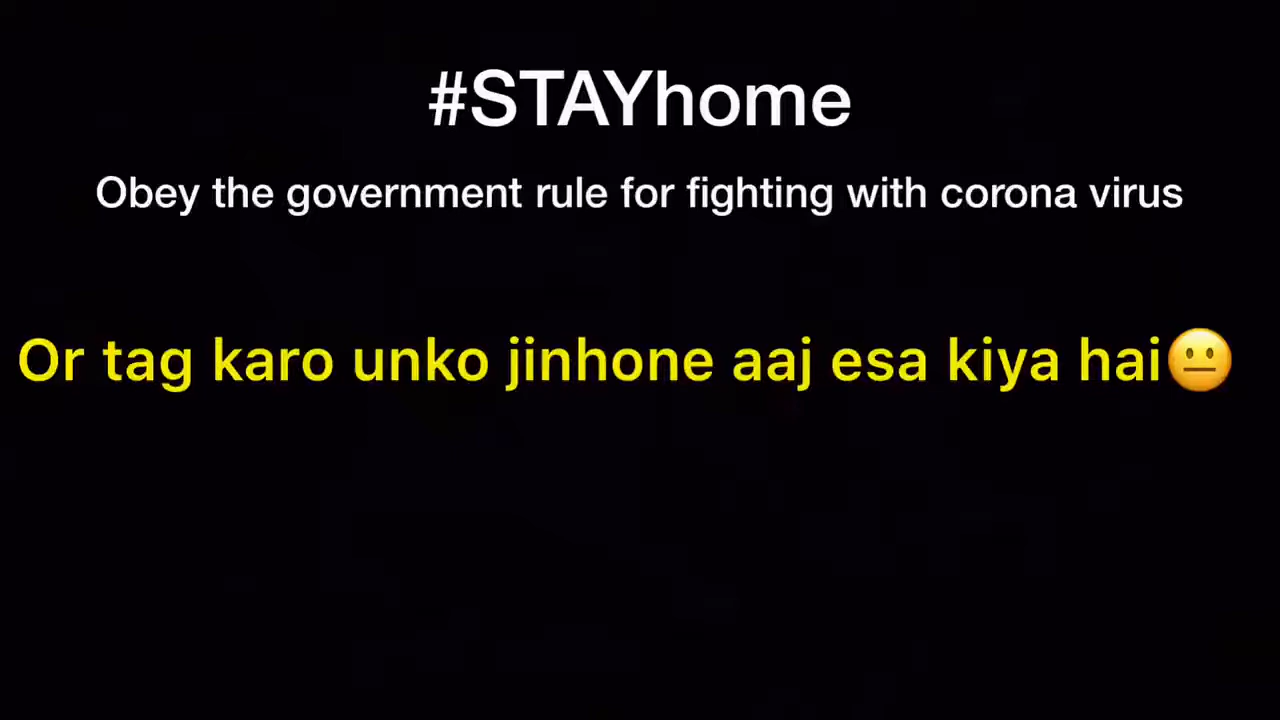 #STAYhome
Obey the government rule for fighting with corona virus
Or tag karo unko jinhone aaj esa kiya hai😐